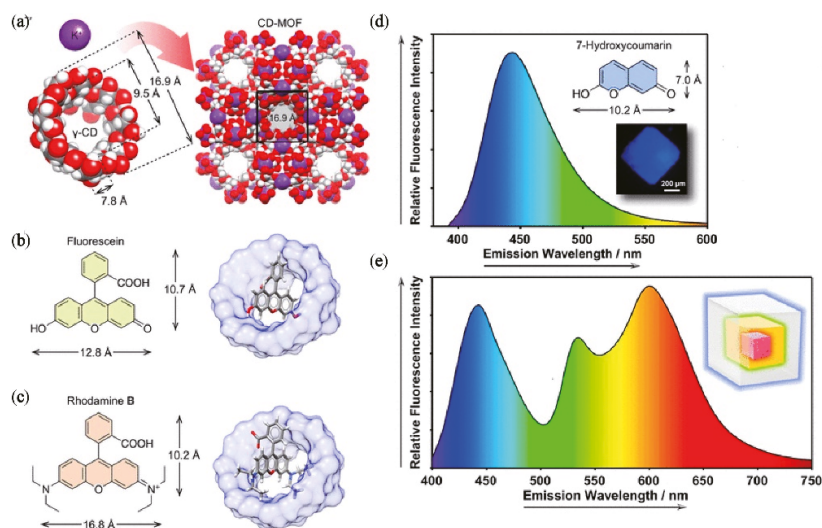 (a)
K⁺
CD-MOF
16.9 Å
9.5 Å
γ-CD
7.8 Å
16.9 Å
(b)
Fluorescein
COOH
HO
O
O
10.7 Å
12.8 Å
(c)
Rhodamine B
COOH
N
O
N⁺
10.2 Å
16.8 Å
(d)
Relative Fluorescence Intensity
7-Hydroxycoumarin
HO
O
O
7.0 Å
10.2 Å
200 μm
400 450 500 550 600
Emission Wavelength / nm
(e)
Relative Fluorescence Intensity
400 450 500 550 600 650 700 750
Emission Wavelength / nm